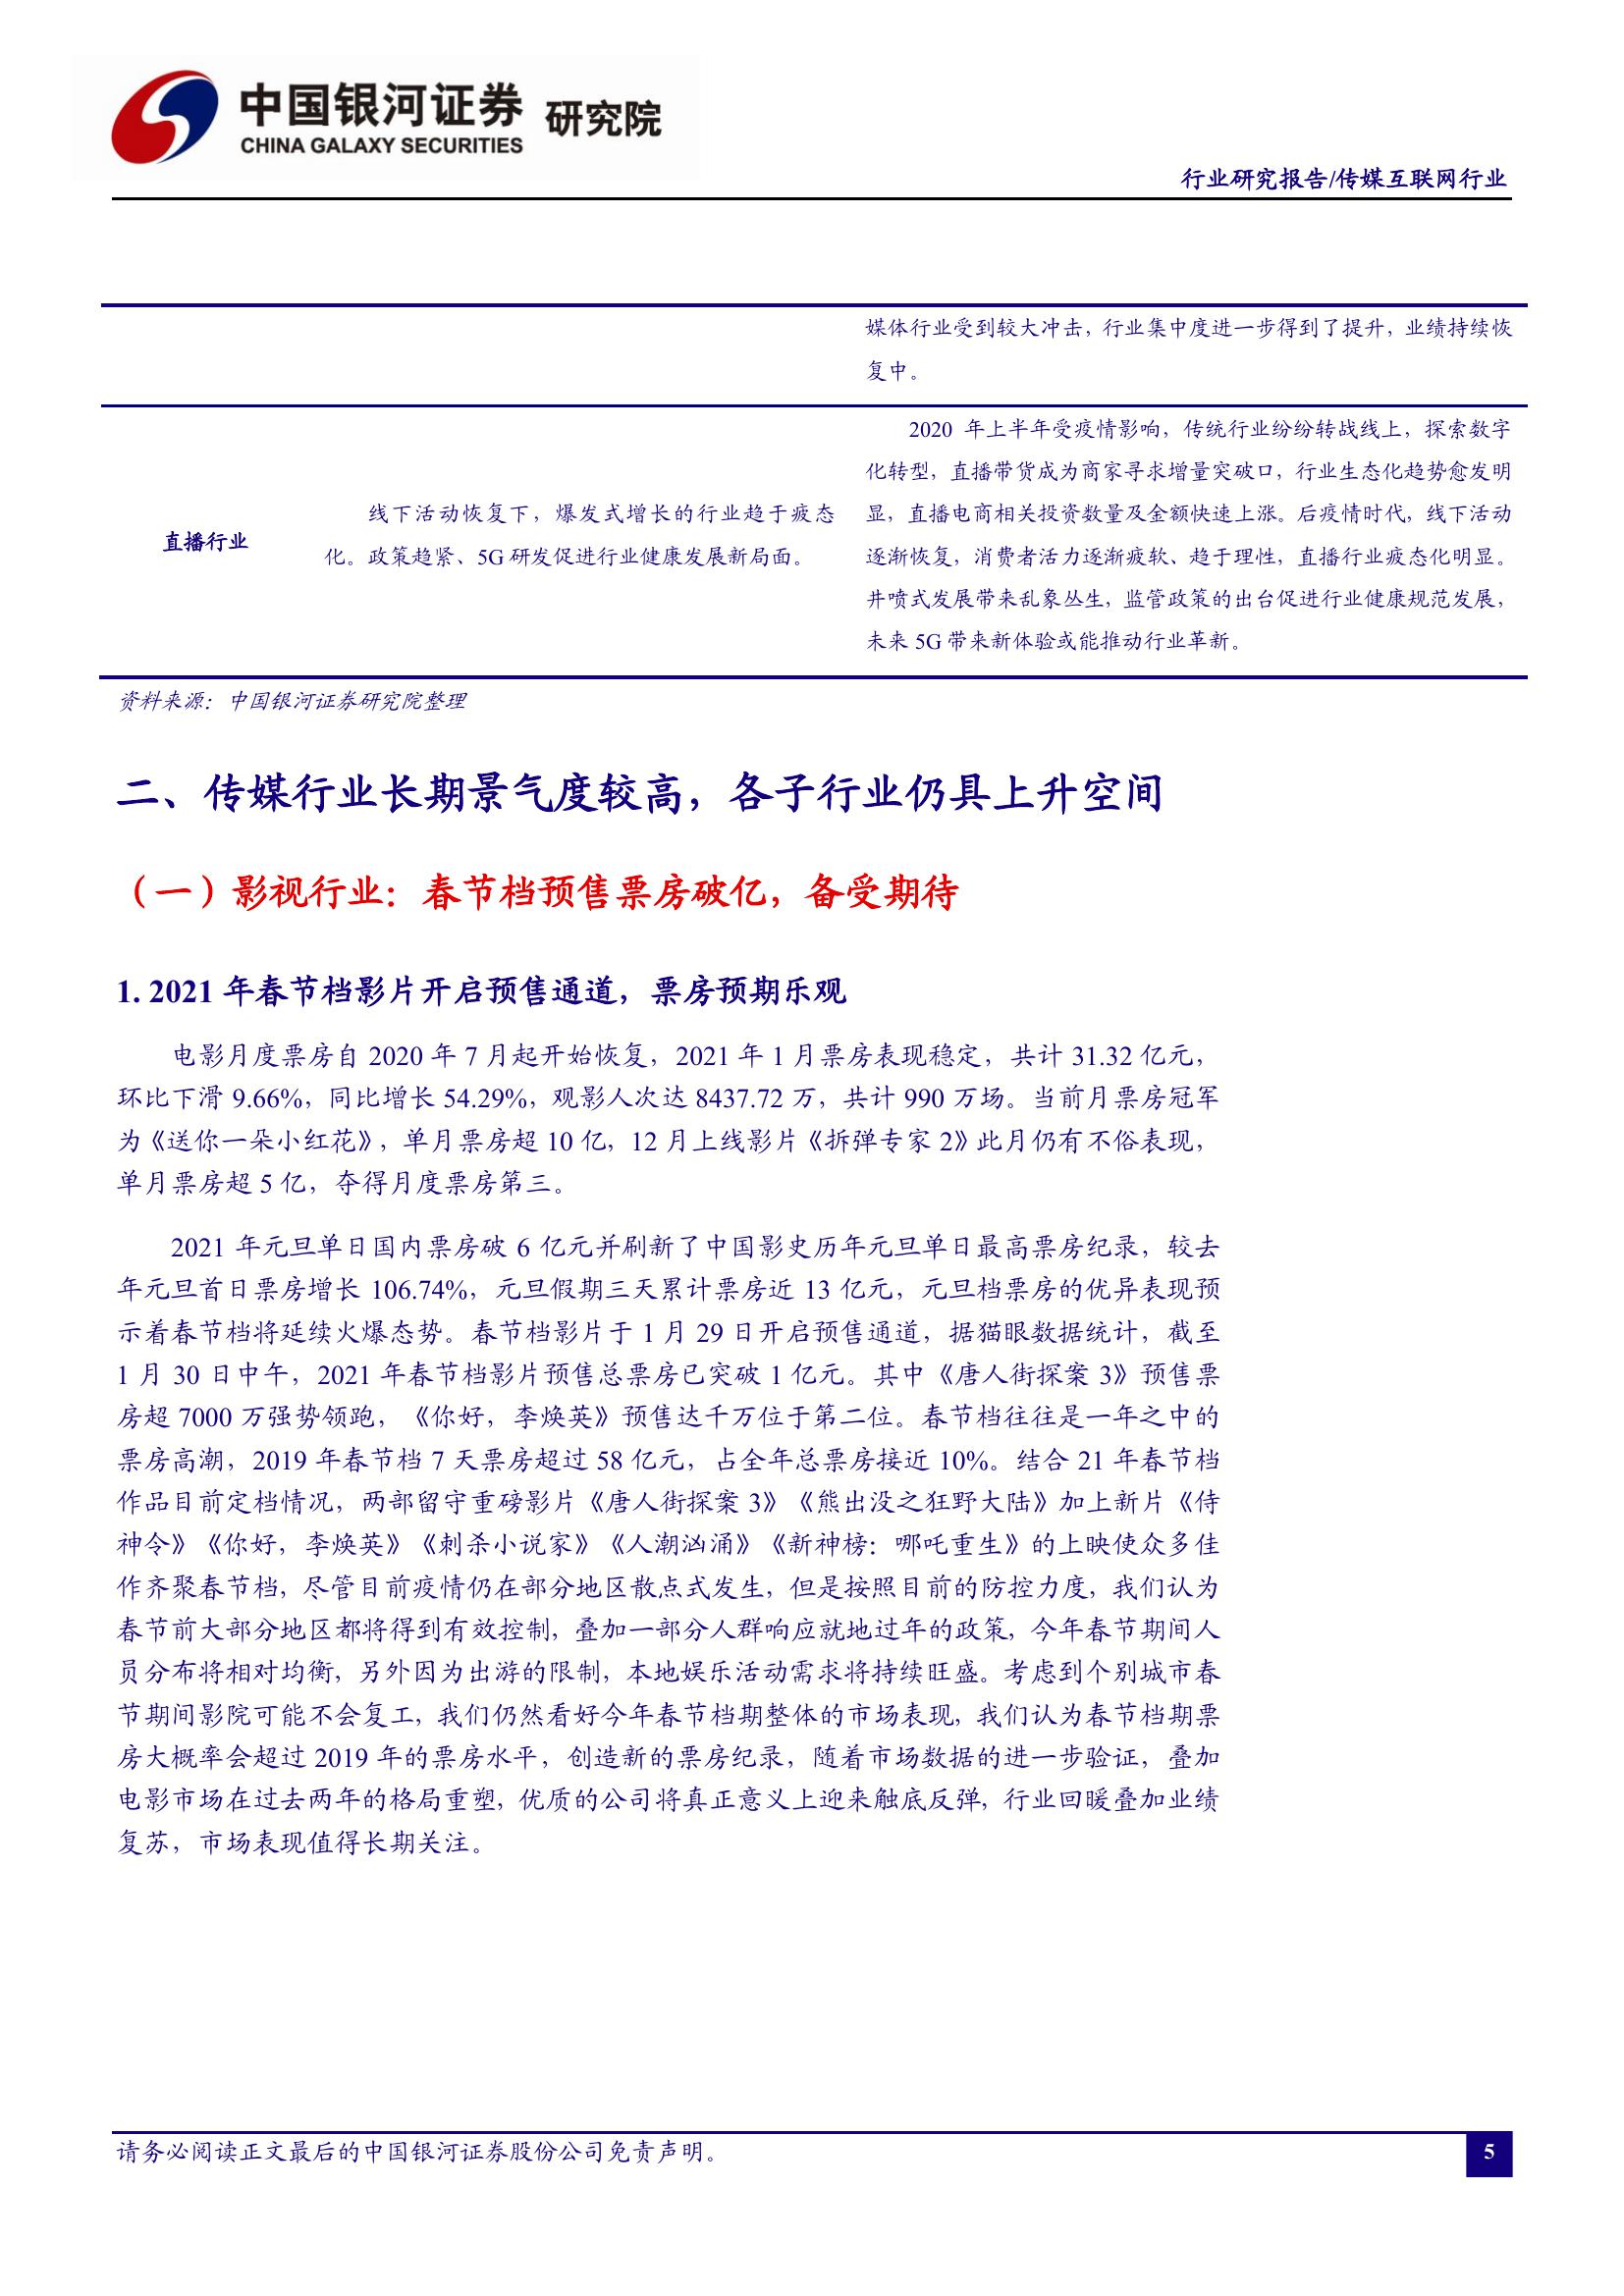 中国银河证券 研究院
CHINA GALAXY SECURITIES
行业研究报告/传媒互联网行业
媒体行业受到较大冲击，行业集中度进一步得到了提升，业绩持续恢
复中。
直播行业
线下活动恢复下，爆发式增长的行业趋于疲态
化。政策趋紧、5G 研发促进行业健康发展新局面。
2020 年上半年受疫情影响，传统行业纷纷转战线上，探索数字
化转型，直播带货成为商家寻求增量突破口，行业生态化趋势愈发明
显，直播电商相关投资数量及金额快速上涨。后疫情时代，线下活动
逐渐恢复，消费者活力逐渐疲软、趋于理性，直播行业疲态化明显。
井喷式发展带来乱象丛生，监管政策的出台促进行业健康规范发展，
未来 5G 带来新体验或能推动行业革新。
资料来源：中国银河证券研究院整理
二、传媒行业长期景气度较高，各子行业仍具上升空间
（一）影视行业：春节档预售票房破亿，备受期待
1. 2021 年春节档影片开启预售通道，票房预期乐观
电影月度票房自 2020 年 7 月起开始恢复，2021 年 1 月票房表现稳定，共计 31.32 亿元，
环比下滑 9.66%，同比增长 54.29%，观影人次达 8437.72 万，共计 990 万场。当前月票房冠军
为《送你一朵小红花》，单月票房超 10 亿，12 月上线影片《拆弹专家 2》此月仍有不俗表现，
单月票房超 5 亿，夺得月度票房第三。
2021 年元旦单日国内票房破 6 亿元并刷新了中国影史历年元旦单日最高票房纪录，较去
年元旦首日票房增长 106.74%，元旦假期三天累计票房近 13 亿元，元旦档票房的优异表现预
示着春节档将延续火爆态势。春节档影片于 1 月 29 日开启预售通道，据猫眼数据统计，截至
1 月 30 日中午，2021 年春节档影片预售总票房已突破 1 亿元。其中《唐人街探案 3》预售票
房超 7000 万强势领跑，《你好，李焕英》预售达千万位于第二位。春节档往往是一年之中的
票房高潮，2019 年春节档 7 天票房超过 58 亿元，占全年总票房接近 10%。结合 21 年春节档
作品目前定档情况，两部留守重磅影片《唐人街探案 3》《熊出没之狂野大陆》加上新片《侍
神令》《你好，李焕英》《刺杀小说家》《人潮汹涌》《新神榜：哪吒重生》的上映使众多佳
作齐聚春节档，尽管目前疫情仍在部分地区散点式发生，但是按照目前的防控力度，我们认为
春节前大部分地区都将得到有效控制，叠加一部分人群响应就地过年的政策，今年春节期间人
员分布将相对均衡，另外因为出游的限制，本地娱乐活动需求将持续旺盛。考虑到个别城市春
节期间影院可能不会复工，我们仍然看好今年春节档期整体的市场表现，我们认为春节档期票
房大概率会超过 2019 年的票房水平，创造新的票房纪录，随着市场数据的进一步验证，叠加
电影市场在过去两年的格局重塑，优质的公司将真正意义上迎来触底反弹，行业回暖叠加业绩
复苏，市场表现值得长期关注。
请务必阅读正文最后的中国银河证券股份公司免责声明。
5